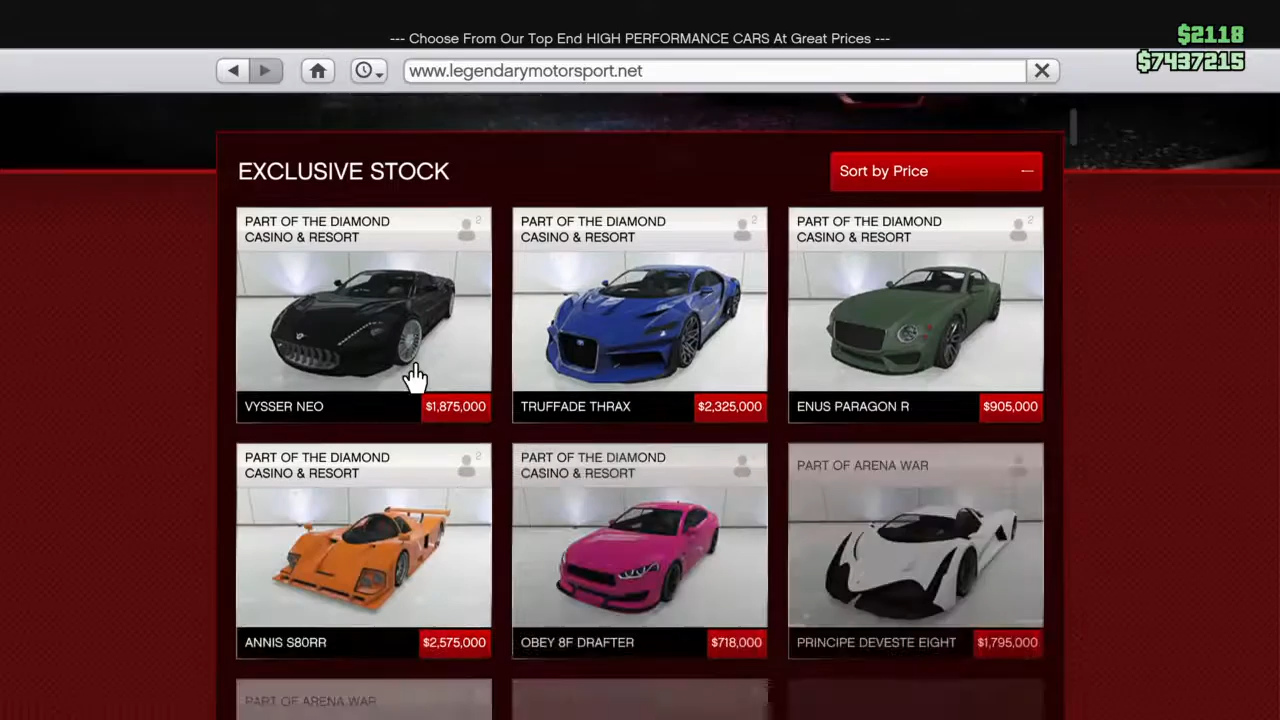 --- Choose From Our Top End HIGH PERFORMANCE CARS At Great Prices ---
$2118
$7437215
www.legendarymotorsport.net
EXCLUSIVE STOCK
Sort by Price
PART OF THE DIAMOND
CASINO & RESORT
2
VYSSER NEO
$1,875,000
PART OF THE DIAMOND
CASINO & RESORT
2
TRUFFADE THRAX
$2,325,000
PART OF THE DIAMOND
CASINO & RESORT
2
ENUS PARAGON R
$905,000
PART OF THE DIAMOND
CASINO & RESORT
2
ANNIS S80RR
$2,575,000
PART OF THE DIAMOND
CASINO & RESORT
OBEY 8F DRAFTER
$718,000
PART OF ARENA WAR
PRINCIPE DEVESTE EIGHT
$1,795,000
PART OF ARENA WAR